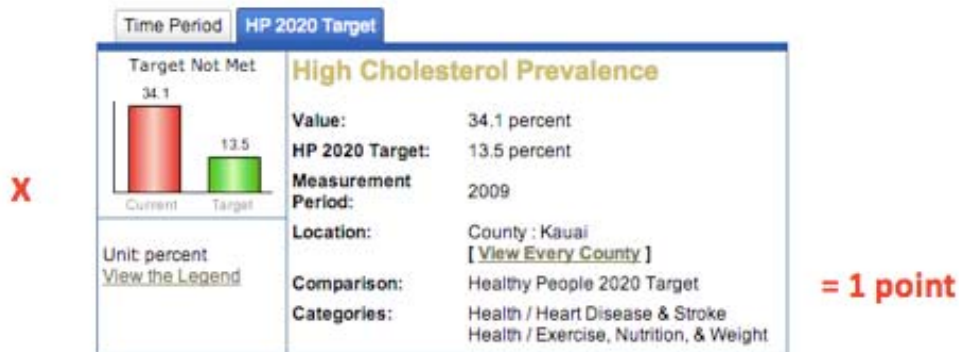 Time Period HP 2020 Target
Target Not Met
34.1
13.5
Current Target
Unit: percent
View the Legend
High Cholesterol Prevalence
Value: 34.1 percent
HP 2020 Target: 13.5 percent
Measurement
Period: 2009
Location: County : Kauai
[ View Every County ]
Comparison: Healthy People 2020 Target
Categories: Health / Heart Disease & Stroke
Health / Exercise, Nutrition, & Weight
X
= 1 point